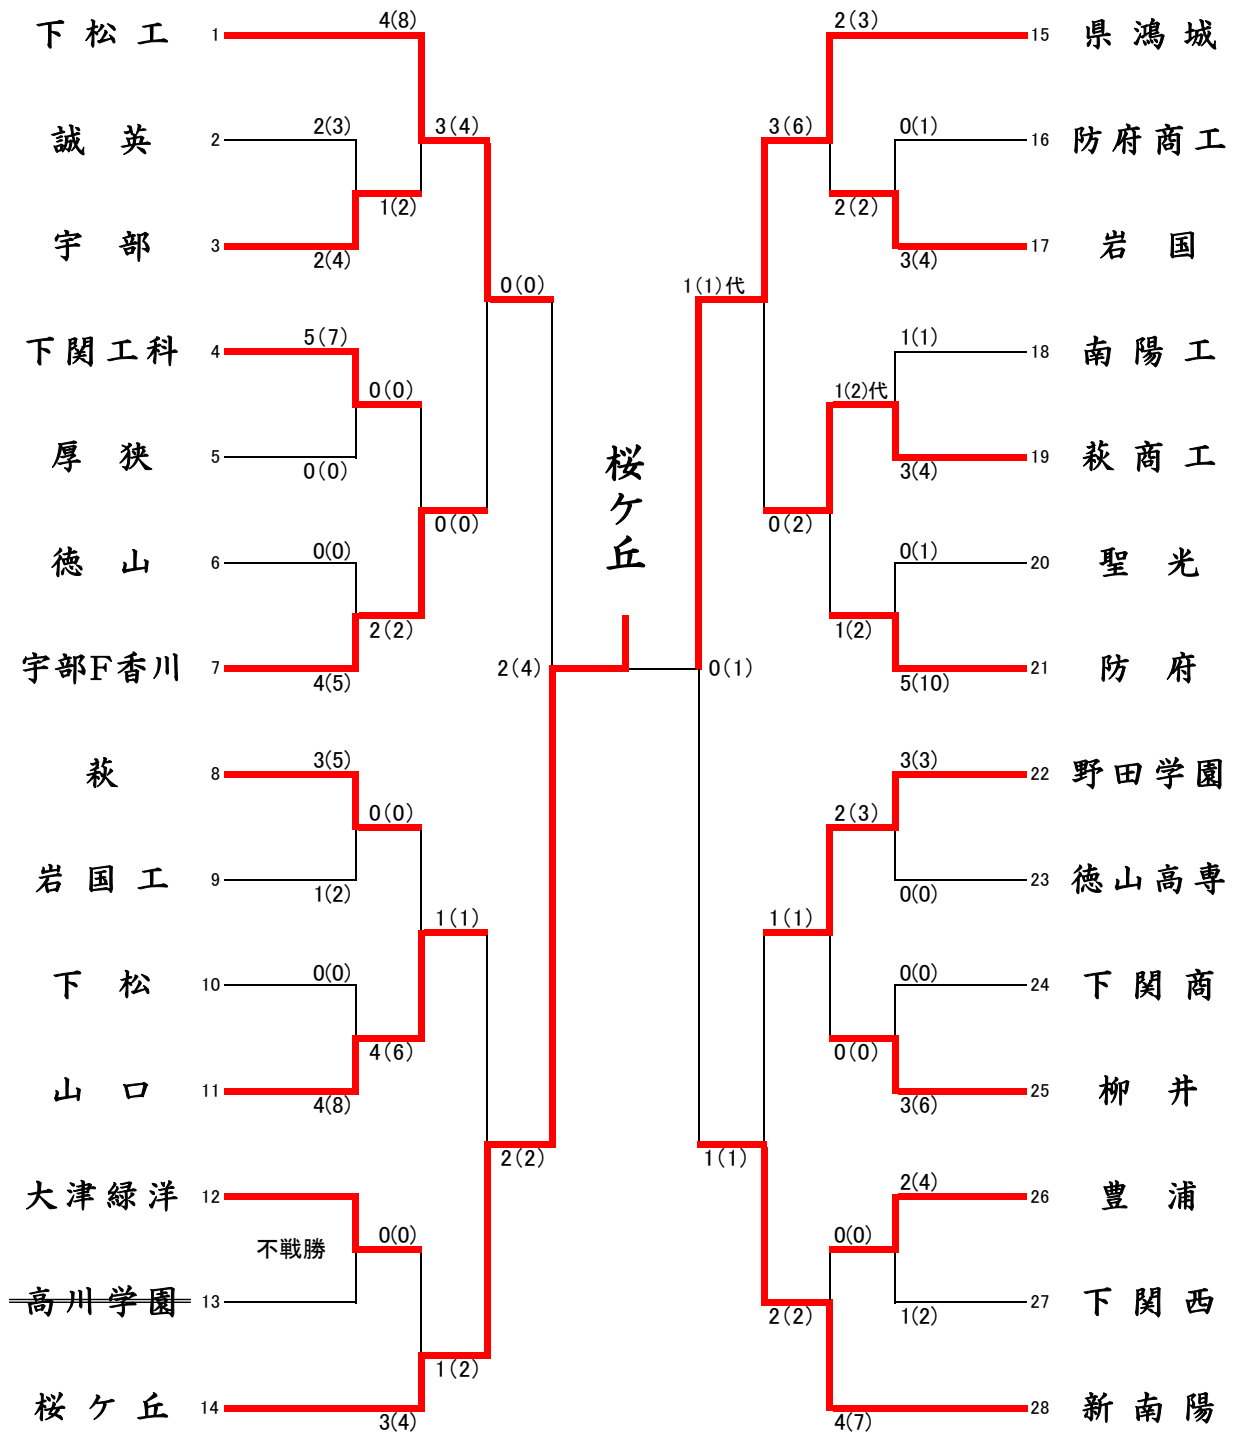 下松工 1 4(8)
誠英 2 2(3)
3(4)
1(2)
宇部 3 2(4)
0(0)
下関工科 4 5(7)
0(0)
厚狭 5 0(0)
0(0)
徳山 6 0(0)
2(2)
宇部F香川 7 4(5)
2(4)
萩 8 3(5)
0(0)
岩国工 9 1(2)
1(1)
下松 10 0(0)
4(6)
山口 11 4(8)
2(2)
大津緑洋 12
不戦勝 0(0)
高川学園 13
1(2)
桜ケ丘 14 3(4)
桜ケ丘
2(3) 15 県鴻城
3(6)
0(1) 16 防府商工
2(2)
3(4) 17 岩国
1(1)代
1(1) 18 南陽工
1(2)代
3(4) 19 萩商工
0(2)
0(1) 20 聖光
1(2)
5(10) 21 防府
0(1)
3(3) 22 野田学園
2(3)
0(0) 23 徳山高専
1(1)
0(0) 24 下関商
0(0)
3(6) 25 柳井
1(1)
2(4) 26 豊浦
0(0)
1(2) 27 下関西
2(2)
4(7) 28 新南陽